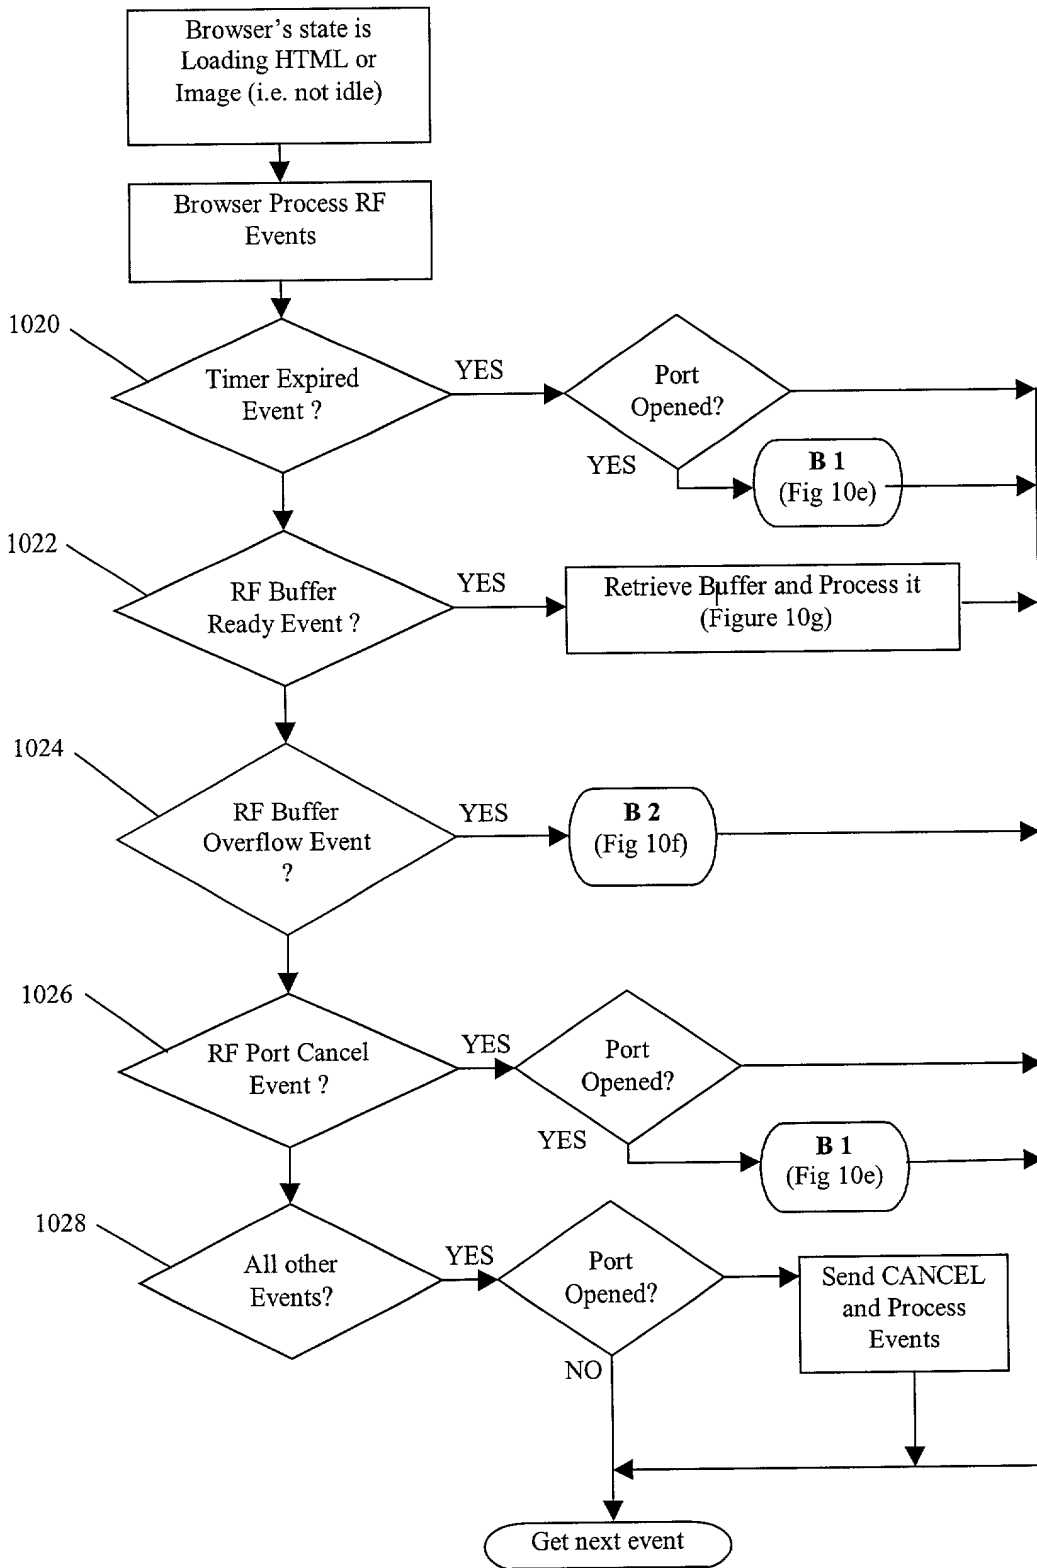 Browser's state is
Loading HTML or
Image (i.e. not idle)
Browser Process RF
Events
1020
Timer Expired
Event ?
YES
Port
Opened?
YES
B 1
(Fig 10e)
1022
RF Buffer
Ready Event ?
YES
Retrieve Buffer and Process it
(Figure 10g)
1024
RF Buffer
Overflow Event
?
YES
B 2
(Fig 10f)
1026
RF Port Cancel
Event ?
YES
Port
Opened?
YES
B 1
(Fig 10e)
1028
All other
Events?
YES
Port
Opened?
Send CANCEL
and Process
Events
NO
Get next event